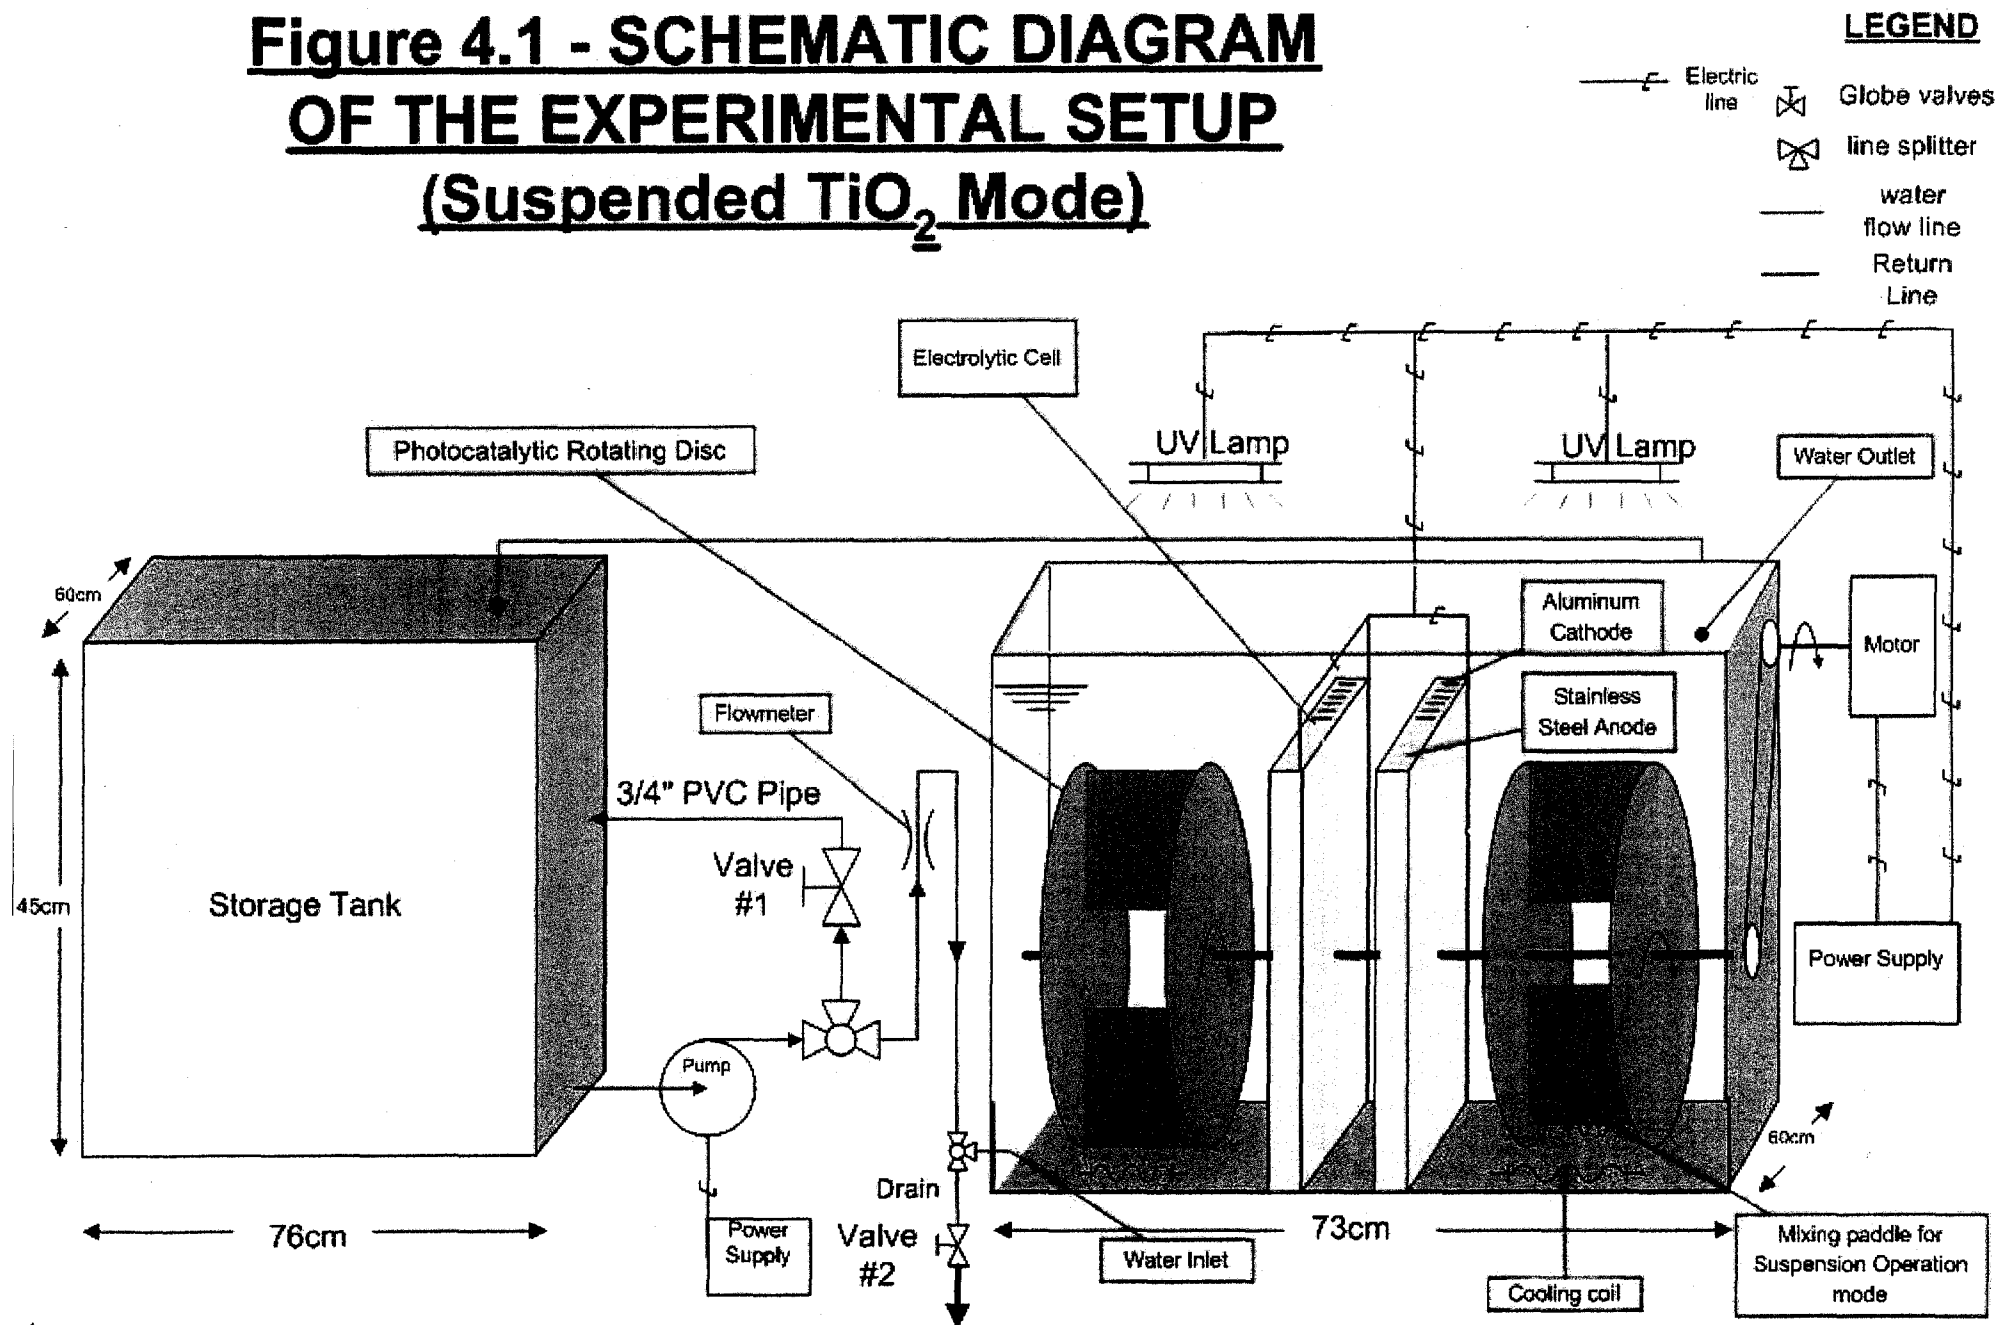 Figure 4.1 - SCHEMATIC DIAGRAM
OF THE EXPERIMENTAL SETUP
(Suspended TiO2 Mode)
LEGEND
Electric
line
Globe valves
line splitter
water
flow line
Return
Line
Electrolytic Cell
Photocatalytic Rotating Disc
UV Lamp
UV Lamp
Water Outlet
60cm
Aluminum
Cathode
Motor
Stainless
Steel Anode
Flowmeter
3/4" PVC Pipe
Valve
#1
45cm
Storage Tank
Power Supply
Pump
60cm
Drain
76cm
Power
Supply
Valve
#2
Water Inlet
73cm
Cooling coil
Mixing paddle for
Suspension Operation
mode